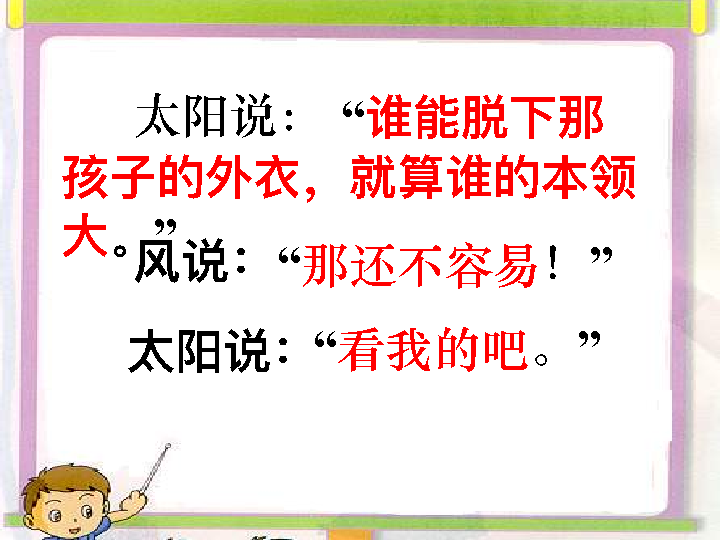 太阳说：“谁能脱下那
孩子的外衣，就算谁的本领
大。”
风说：“那还不容易！”
太阳说：“看我的吧。”